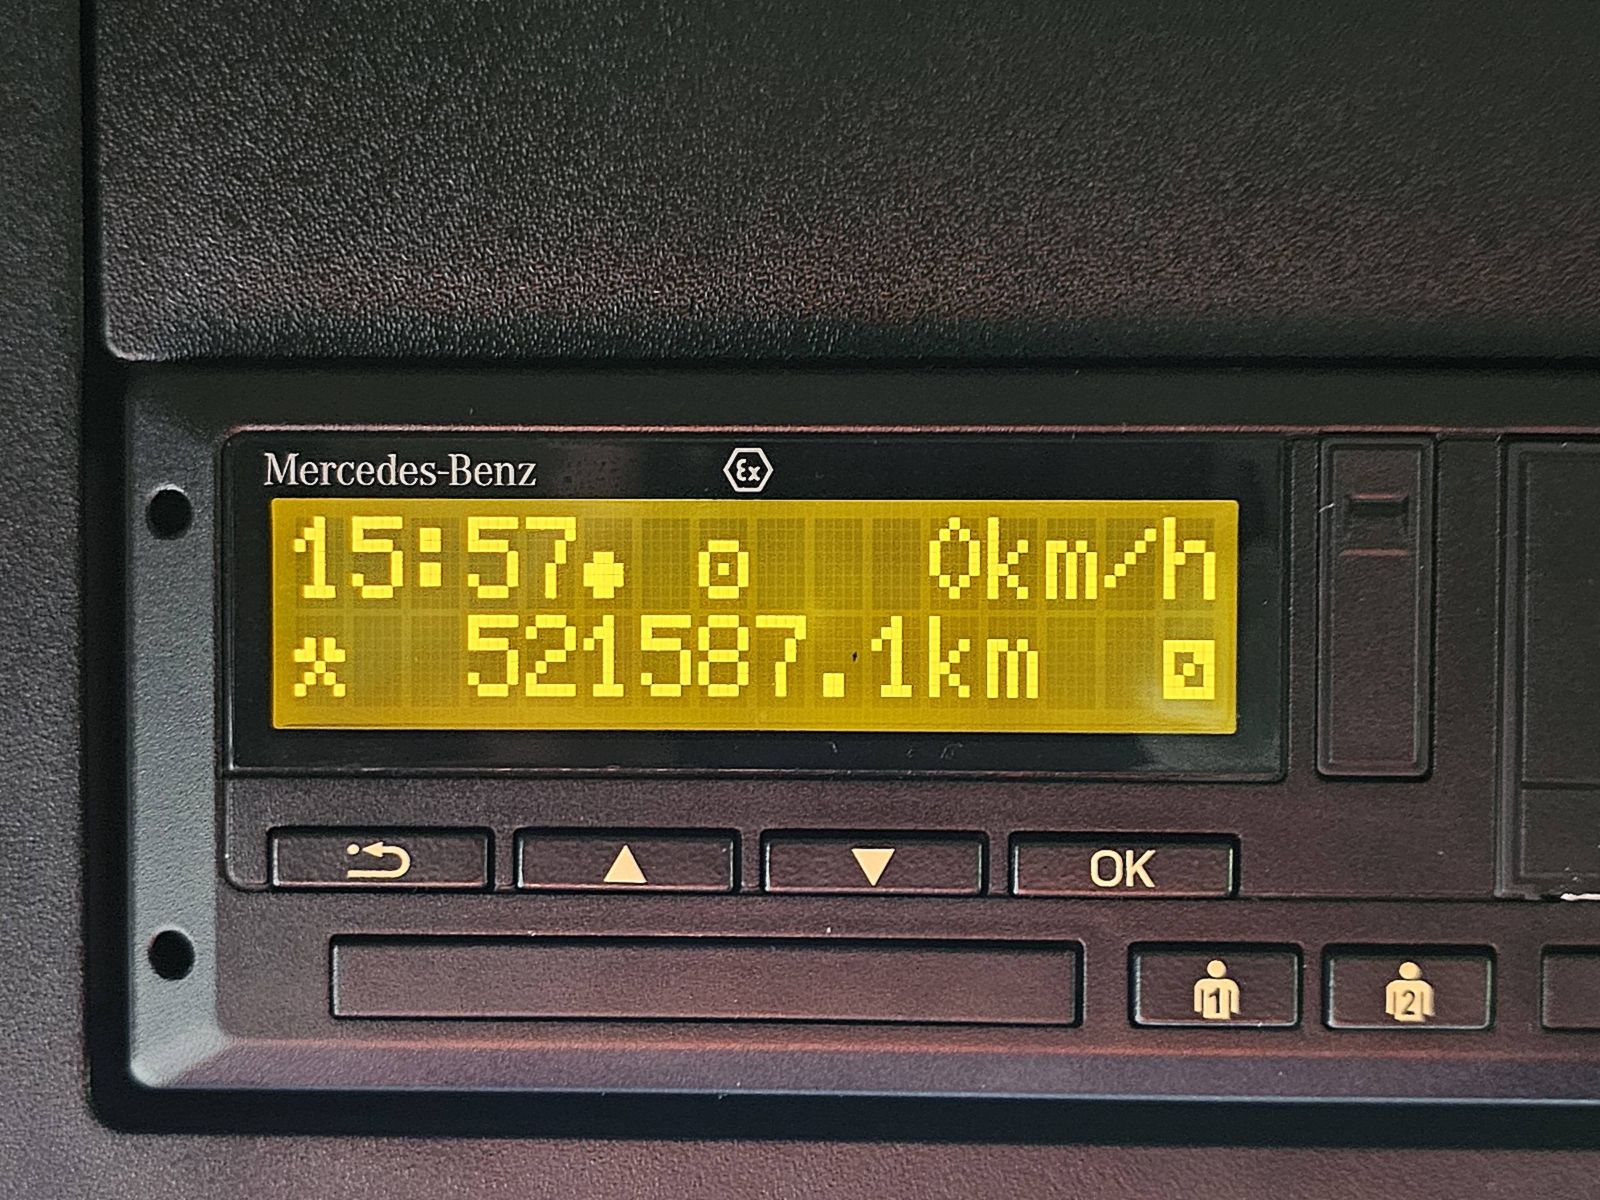 Mercedes-Benz
Ex
15:57 0km/h
521587.1km
OK
1 2